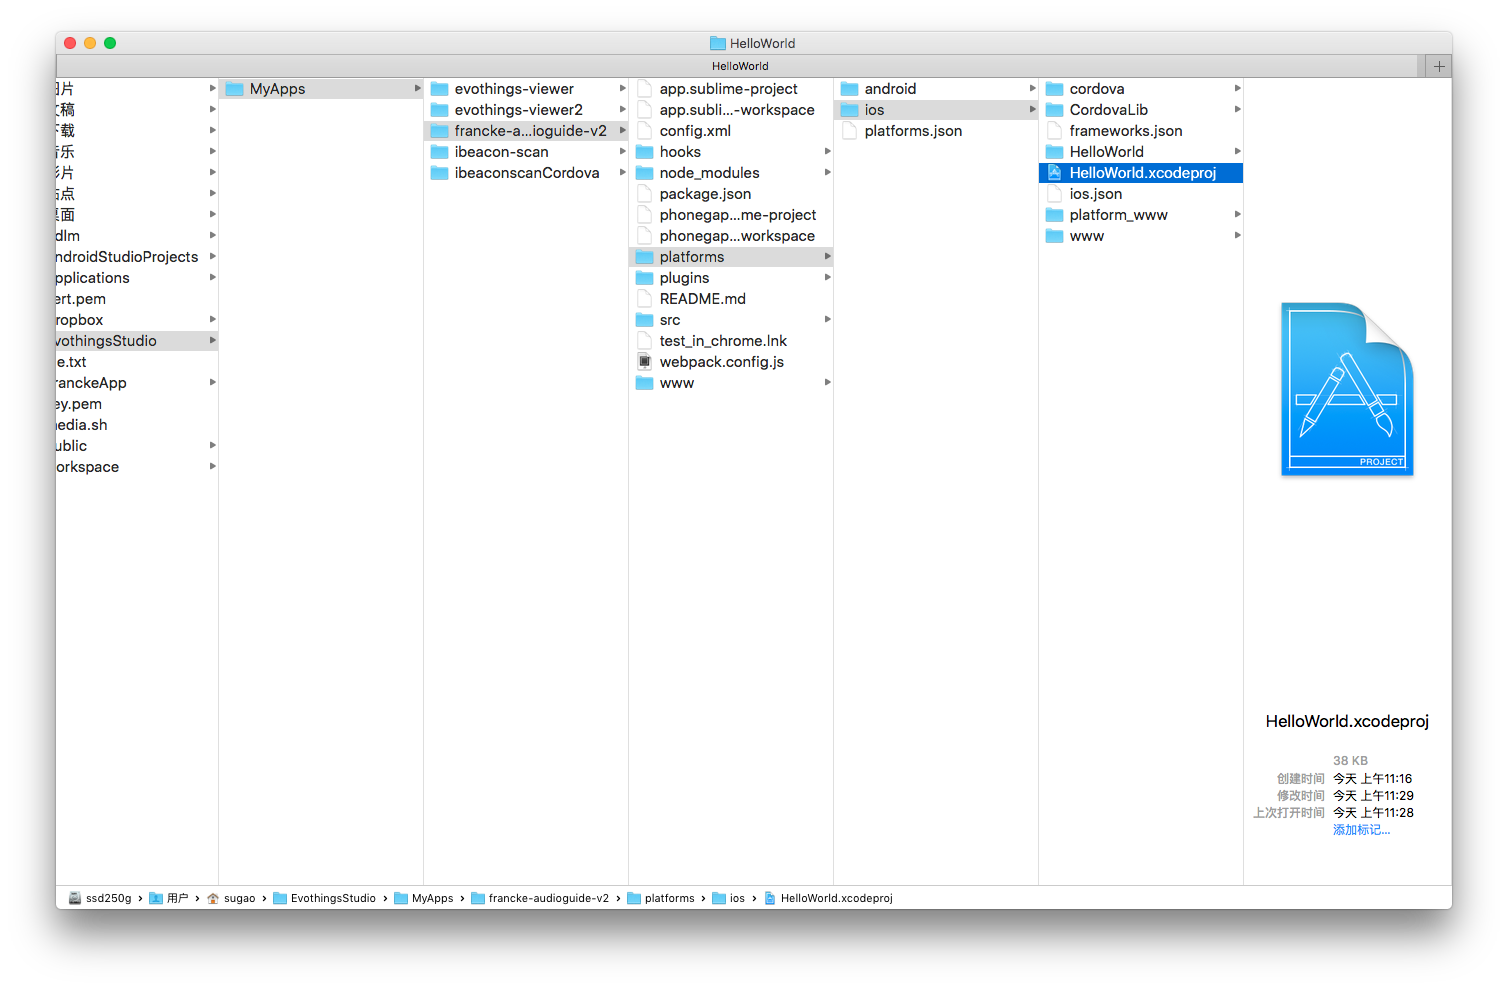 HelloWorld
HelloWorld
片
文稿
下载
音乐
影片
站点
桌面
dlm
ndroidStudioProjects
pplications
ert.pem
ropbox
vothingsStudio
e.txt
ranckeApp
ey.pem
nedia.sh
ublic
orkspace
MyApps
evothings-viewer
evothings-viewer2
francke-a...ioguide-v2
ibeacon-scan
ibeaconscanCordova
app.sublime-project
app.subli...-workspace
config.xml
hooks
node_modules
package.json
phonegap...me-project
phonegap...workspace
platforms
plugins
README.md
src
test_in_chrome.lnk
webpack.config.js
www
android
ios
platforms.json
cordova
CordovaLib
frameworks.json
HelloWorld
HelloWorld.xcodeproj
ios.json
platform_www
www
PROJECT
HelloWorld.xcodeproj
38 KB
创建时间 今天 上午11:16
修改时间 今天 上午11:29
上次打开时间 今天 上午11:28
添加标记...
ssd250g › 用户 › sugao › EvothingsStudio › MyApps › francke-audioguide-v2 › platforms › ios › HelloWorld.xcodeproj